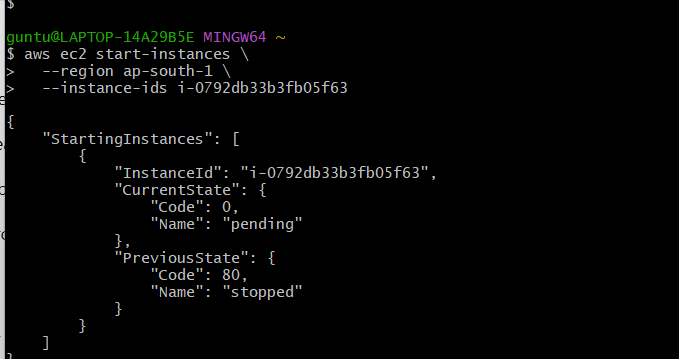 $
guntu@LAPTOP-14A29B5E MINGW64 ~
$ aws ec2 start-instances \
>   --region ap-south-1 \
>   --instance-ids i-0792db33b3fb05f63
{
    "StartingInstances": [
        {
            "InstanceId": "i-0792db33b3fb05f63",
            "CurrentState": {
                "Code": 0,
                "Name": "pending"
            },
            "PreviousState": {
                "Code": 80,
                "Name": "stopped"
            }
        }
    ]
}